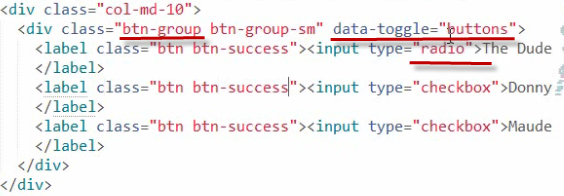 <div class="col-md-10">
<div class="btn-group btn-group-sm" data-toggle="buttons">
<label class="btn btn-success"><input type="radio">The Dude
</label>
<label class="btn btn-success"><input type="checkbox">Donny
</label>
<label class="btn btn-success"><input type="checkbox">Maude
</label>
</div>
</div>